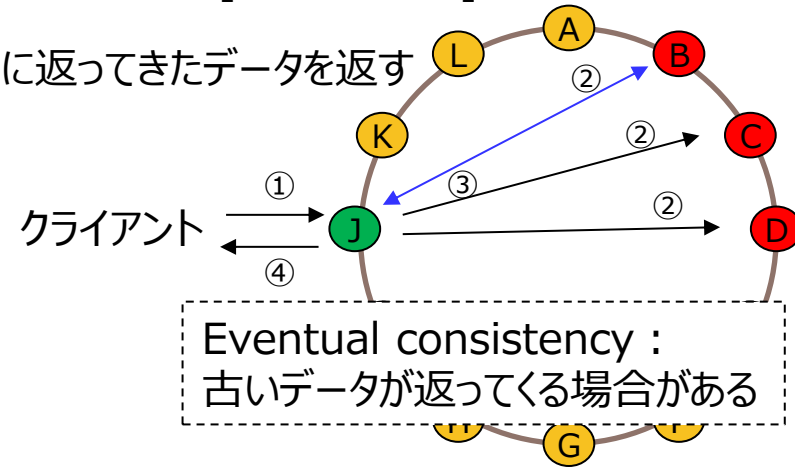 に返ってきたデータを返す
A
L
B
②
K
②
C
①
③
②
クライアント
J
D
④
Eventual consistency :
古いデータが返ってくる場合がある
G